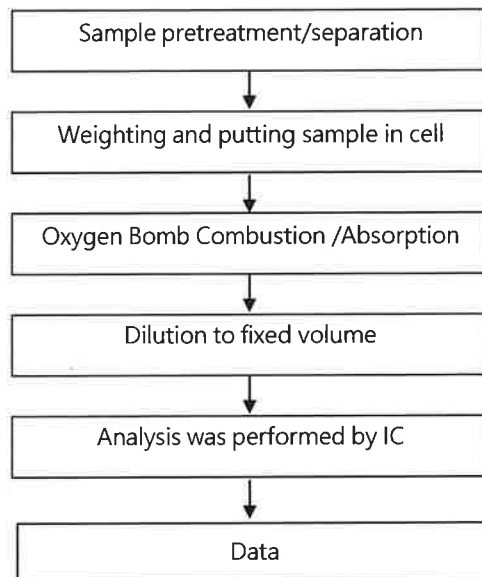 Sample pretreatment/separation
Weighting and putting sample in cell
Oxygen Bomb Combustion /Absorption
Dilution to fixed volume
Analysis was performed by IC
Data